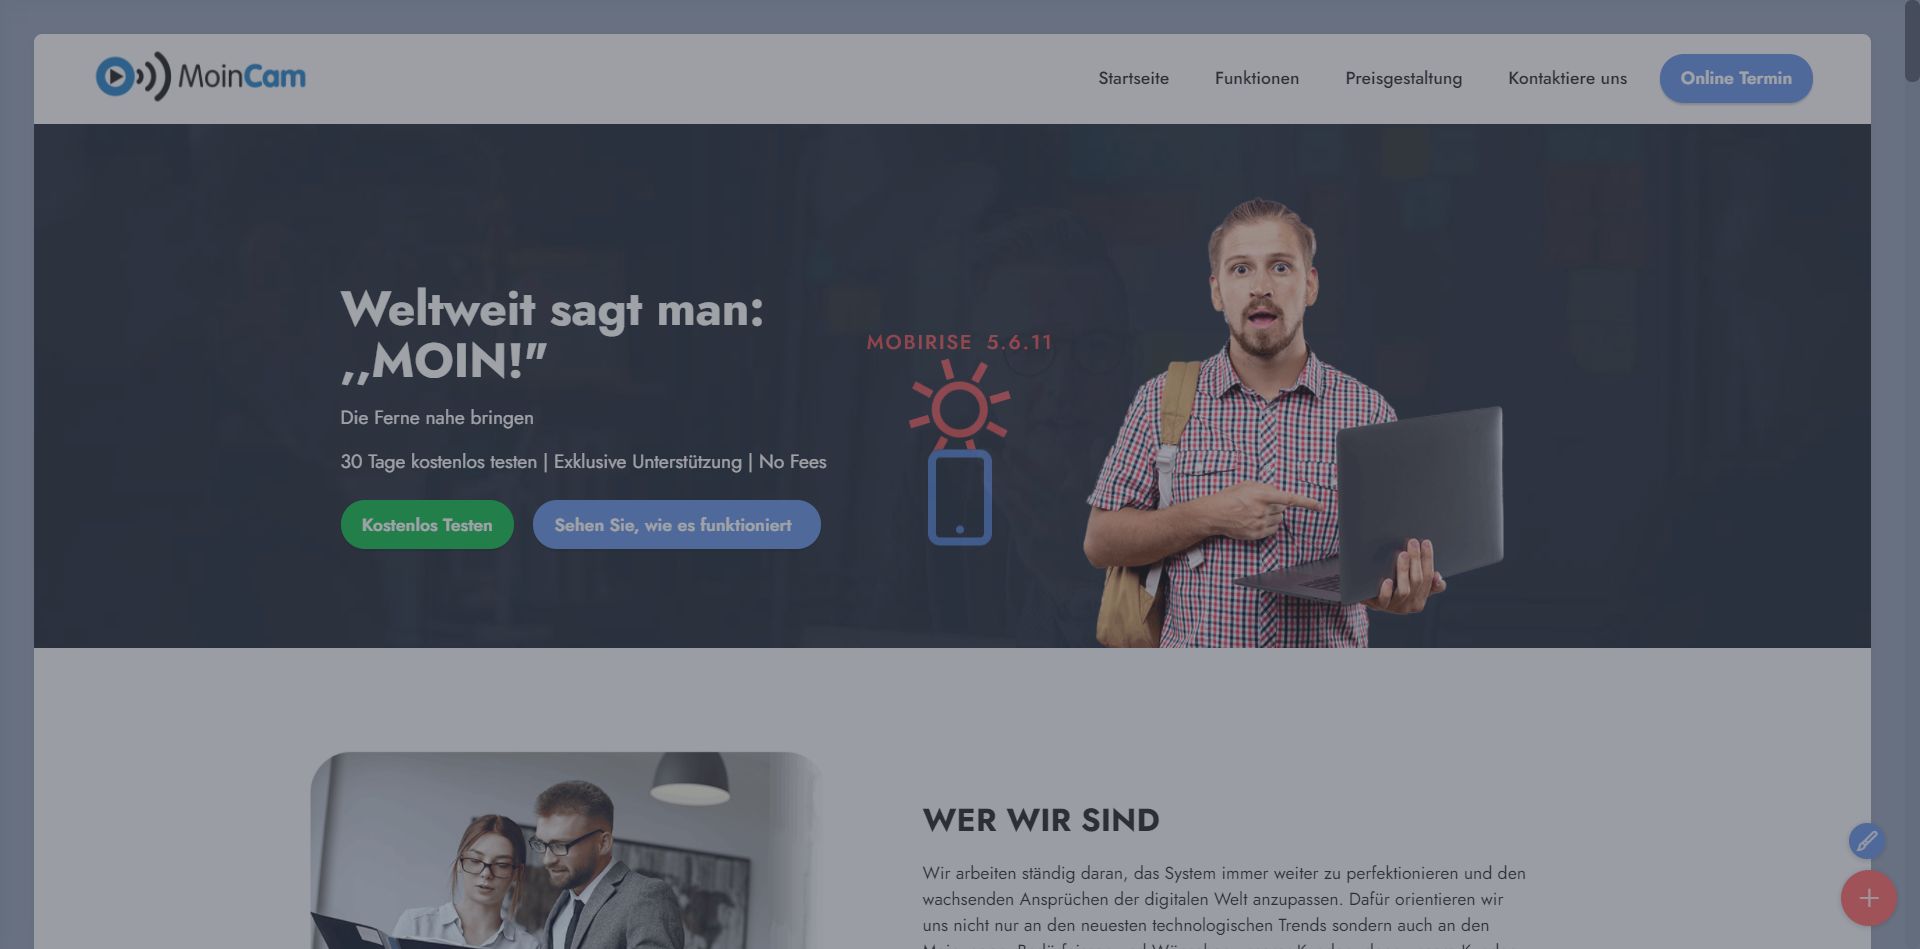 MoinCam
Startseite
Funktionen
Preisgestaltung
Kontaktiere uns
Online Termin
Weltweit sagt man:
,,MOIN!"
Die Ferne nahe bringen
30 Tage kostenlos testen | Exklusive Unterstützung | No Fees
Kostenlos Testen
Sehen Sie, wie es funktioniert
MOBIRISE 5.6.11
WER WIR SIND
Wir arbeiten ständig daran, das System immer weiter zu perfektionieren und den
wachsenden Ansprüchen der digitalen Welt anzupassen. Dafür orientieren wir
uns nicht nur an den neuesten technologischen Trends sondern auch an den